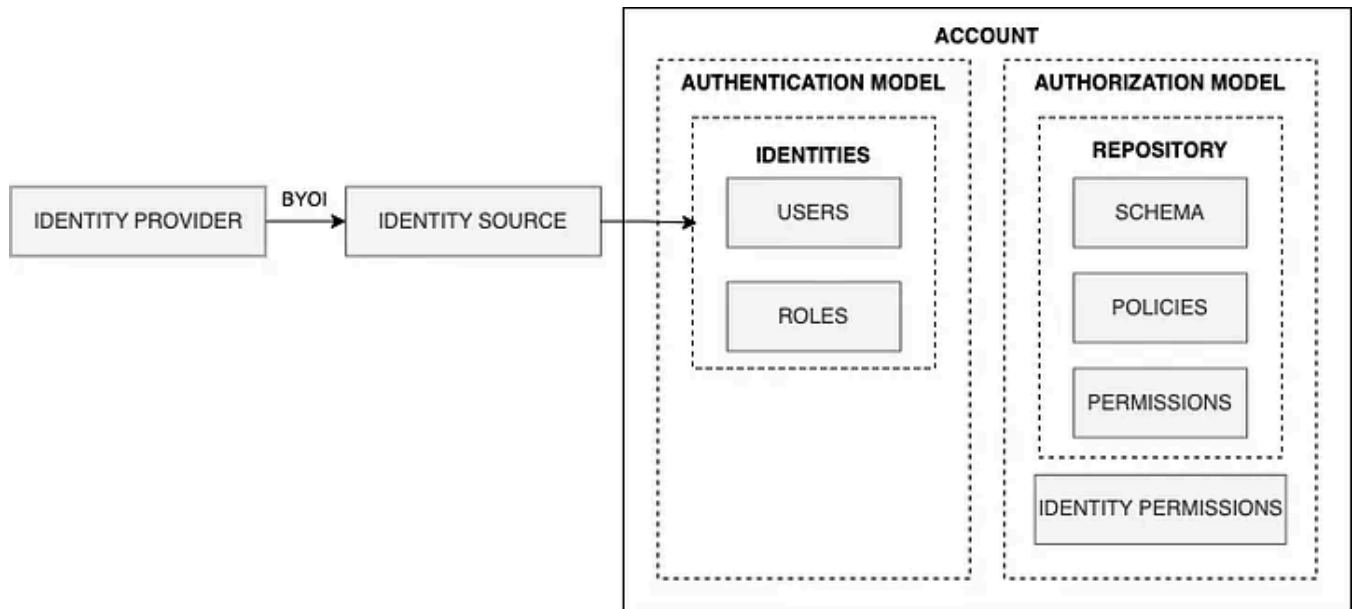 ACCOUNT
AUTHENTICATION MODEL
AUTHORIZATION MODEL
IDENTITIES
REPOSITORY
IDENTITY PROVIDER
BYOI
IDENTITY SOURCE
USERS
SCHEMA
ROLES
POLICIES
PERMISSIONS
IDENTITY PERMISSIONS